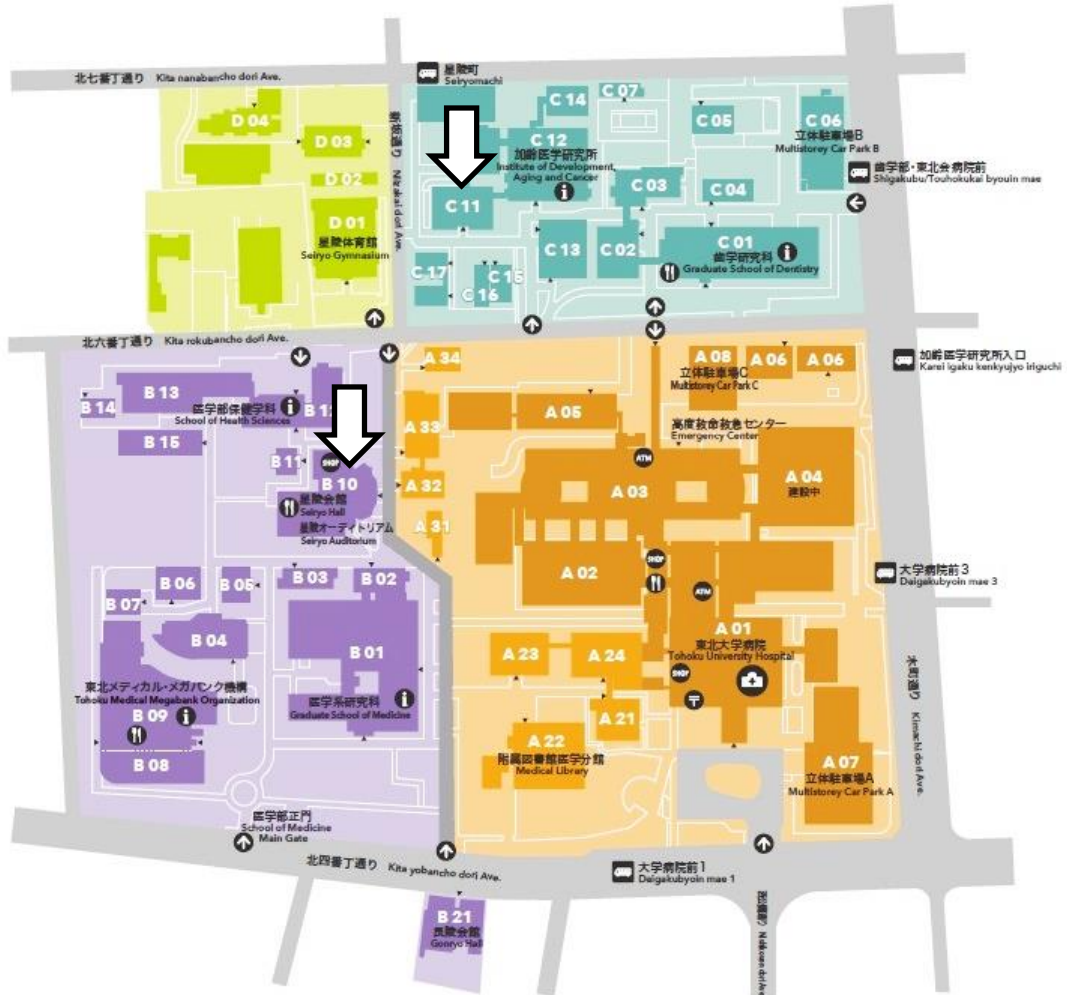 北七番丁通り Kita nanabancho dori Ave.
星陵町
Seiryomachi
D 04
D 03
D 02
D 01
星陵体育館
Seiryo Gymnasium
C 14
C 07
C 12
加齢医学研究所
Institute of Development,
Aging and Cancer
C 05
C 06
立体駐車場B
Multistorey Car Park B
歯学部・東北会病院前
Shigakubu/Touhokukai byouin mae
C 11
C 03
C 04
C 13
C 02
C 01
歯学研究科
Graduate School of Dentistry
C 17
C 16
C 15
北六番丁通り Kita rokubancho dori Ave.
B 14
B 13
医学部保健学科
School of Health Sciences
B 15
B 11
SHOP
B 10
星陵会館
Seiryo Hall
星陵オーディトリアム
Seiryo Auditorium
A 34
A 33
A 32
A 31
A 05
A 08
立体駐車場C
Multistorey Car Park C
A 06
A 06
加齢医学研究所入口
Karei igaku kenkyujyo iriguchi
高度救命救急センター
Emergency Center
ATM
A 03
A 04
建設中
A 02
SHOP
ATM
大学病院前3
Daigakubyoin mae 3
B 06
B 05
B 07
B 03
B 02
B 04
B 01
東北メディカル・メガバンク機構
Tohoku Medical Megabank Organization
B 09
B 08
医学系研究科
Graduate School of Medicine
A 23
A 24
A 21
A 22
附属図書館医学分館
Medical Library
A 01
東北大学病院
Tohoku University Hospital
SHOP
A 07
立体駐車場A
Multistorey Car Park A
木町通り Kimachi dori Ave.
医学部正門
School of Medicine
Main Gate
北四番丁通り Kita yobancho dori Ave.
大学病院前1
Daigakubyoin mae 1
B 21
艮陵会館
Gonryo Hall